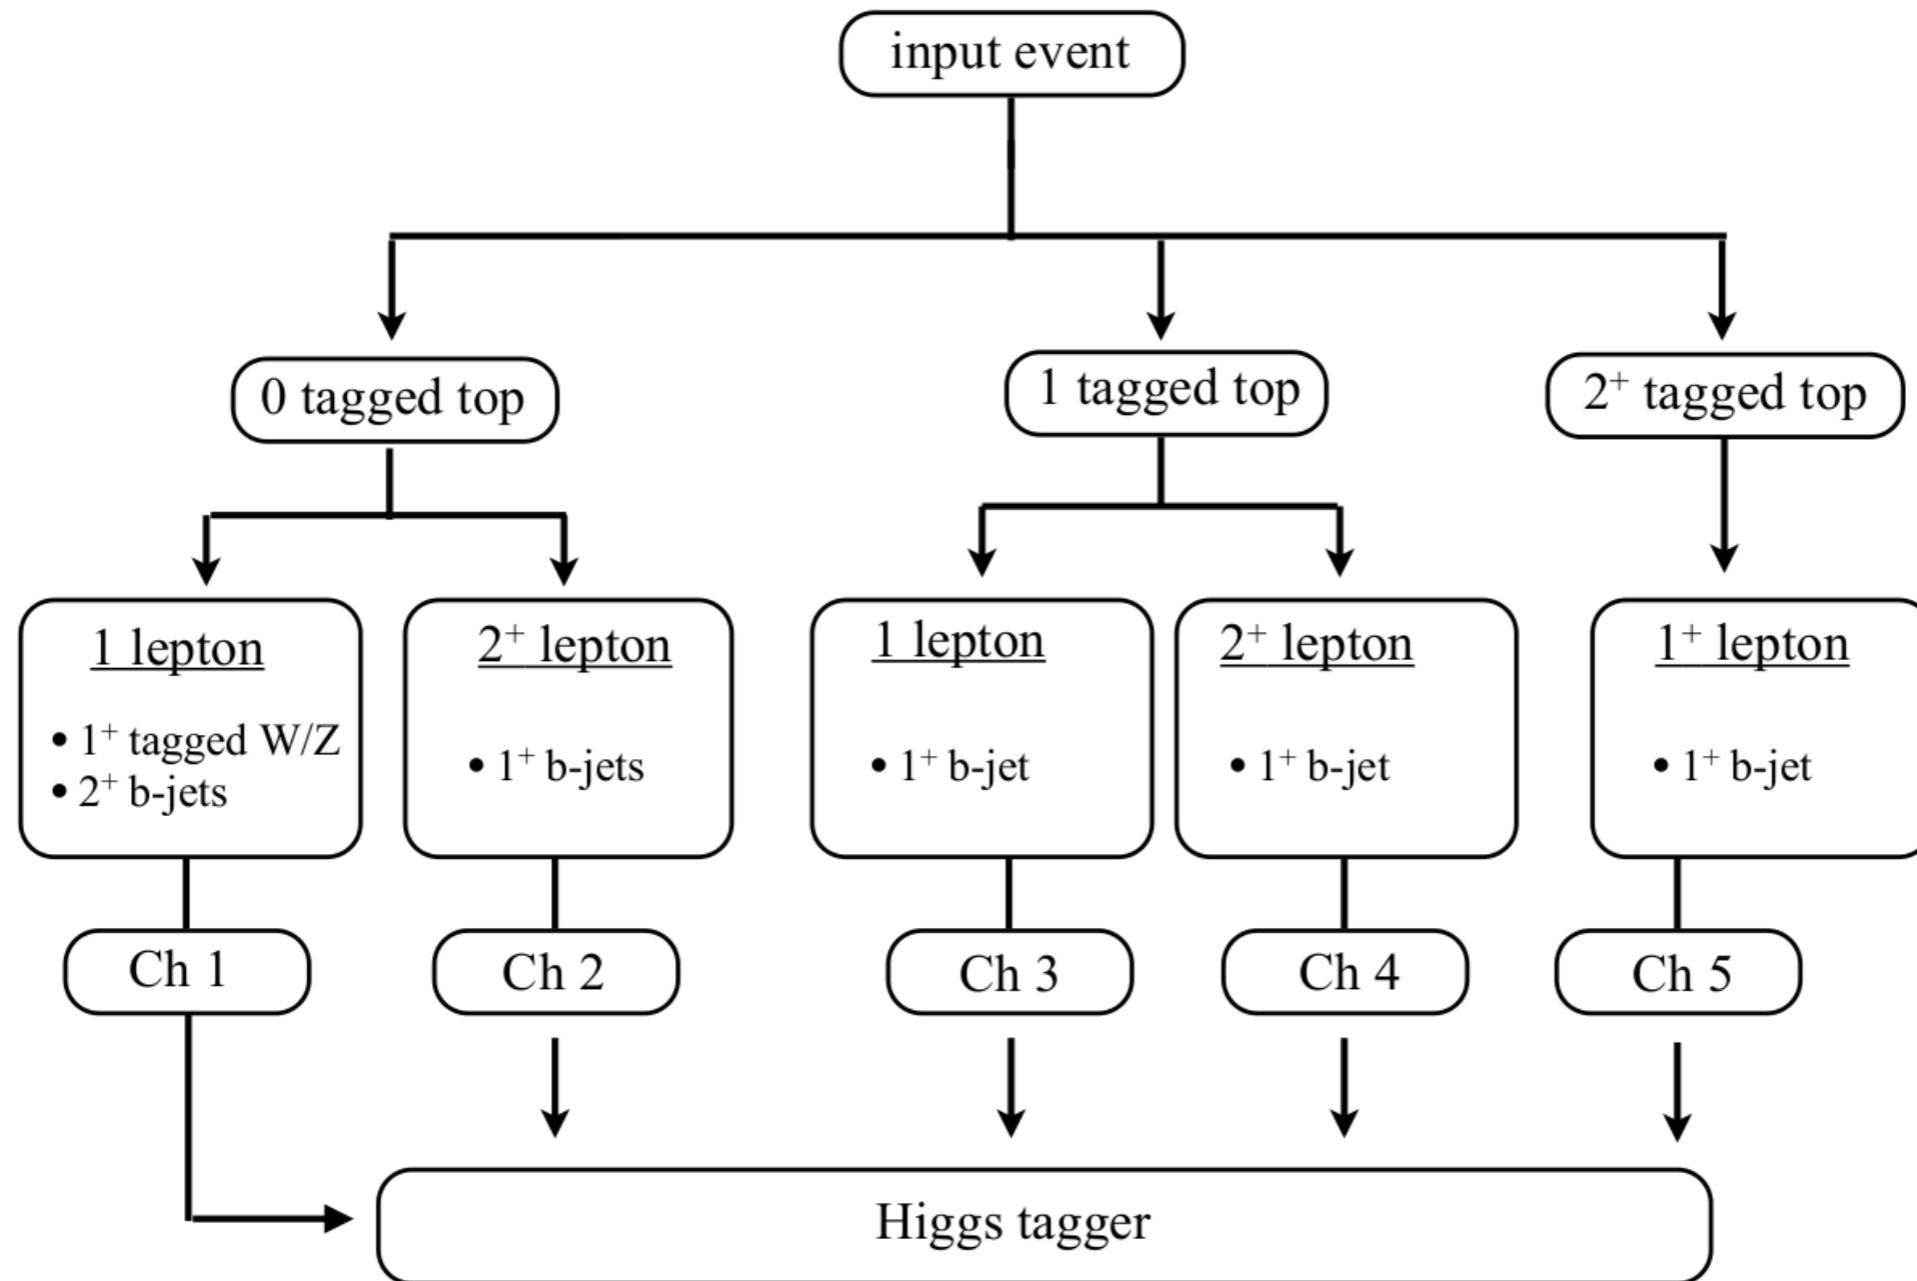 input event
0 tagged top
1 tagged top
2⁺ tagged top
1 lepton
• 1⁺ tagged W/Z
• 2⁺ b-jets
2⁺ lepton
• 1⁺ b-jets
1 lepton
• 1⁺ b-jet
2⁺ lepton
• 1⁺ b-jet
1⁺ lepton
• 1⁺ b-jet
Ch 1
Ch 2
Ch 3
Ch 4
Ch 5
Higgs tagger